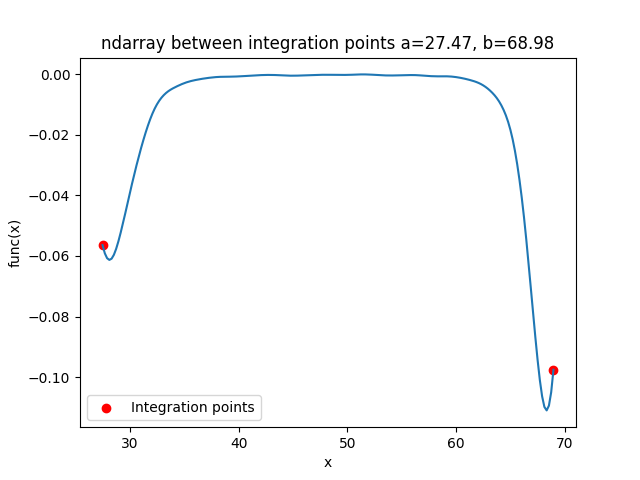 ndarray between integration points a=27.47, b=68.98
0.00
−0.02
−0.04
−0.06
−0.08
−0.10
func(x)
Integration points
30
40
50
60
70
x